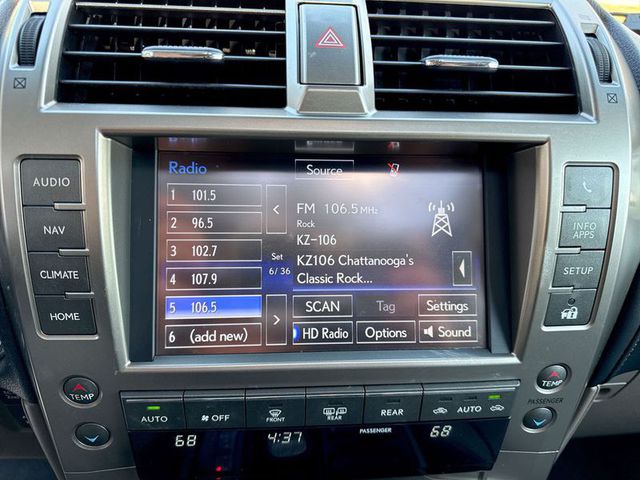 Radio
Source
1 101.5
2 96.5
3 102.7
4 107.9
5 106.5
6 (add new)
<
Set
6/36
>
FM 106.5 MHz
Rock
KZ-106
KZ106 Chattanooga's
Classic Rock...
SCAN
Tag
Settings
HD Radio
Options
Sound
AUDIO
NAV
CLIMATE
HOME
INFO
APPS
SETUP
TEMP
AUTO
OFF
FRONT
REAR
REAR
AUTO
TEMP
PASSENGER
68
4:37
PASSENGER
68